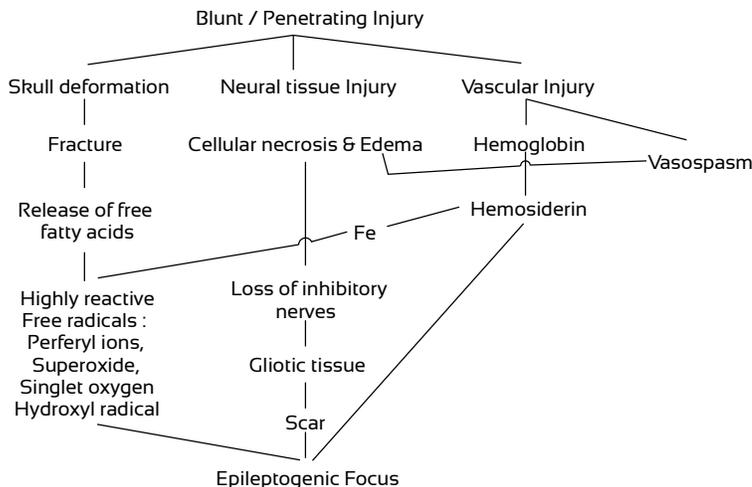 Blunt / Penetrating Injury
Skull deformation
Neural tissue Injury
Vascular Injury
Fracture
Cellular necrosis & Edema
Hemoglobin
Vasospasm
Release of free
fatty acids
Fe
Hemosiderin
Highly reactive
Free radicals :
Perferyl ions,
Superoxide,
Singlet oxygen
Hydroxyl radical
Loss of inhibitory
nerves
Gliotic tissue
Scar
Epileptogenic Focus